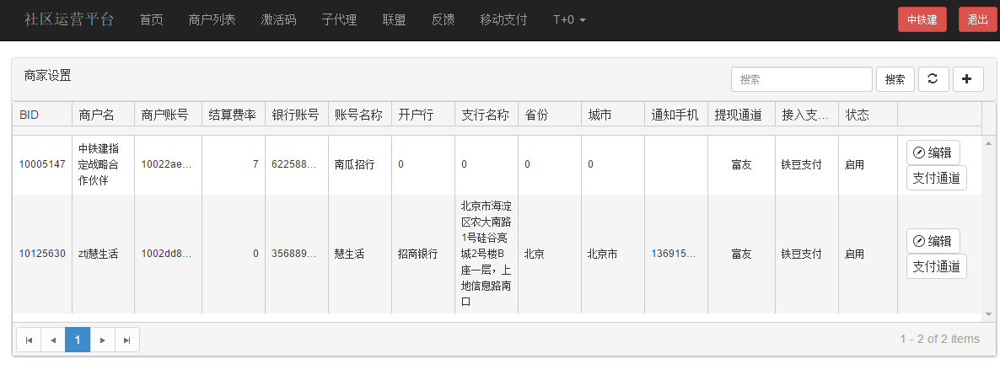 社区运营平台 首页 商户列表 激活码 子代理 联盟 反馈 移动支付 T+0 中铁建 退出
商家设置 搜索 搜索
BID 商户名 商户账号 结算费率 银行账号 账号名称 开户行 支行名称 省份 城市 通知手机 提现通道 接入支... 状态
10005147 中铁建指 10022ae... 7 622588... 南瓜招行 0 0 0 0 富友 铁豆支付 启用 编辑
定战略合
作伙伴
支付通道
10125630 ztj慧生活 1002dd8... 0 356889... 慧生活 招商银行 北京市海淀 北京 北京市 136915... 富友 铁豆支付 启用 编辑
区农大南路
1号硅谷亮
城2号楼B
座一层，上
地信息路南
口
支付通道
1 1 - 2 of 2 items